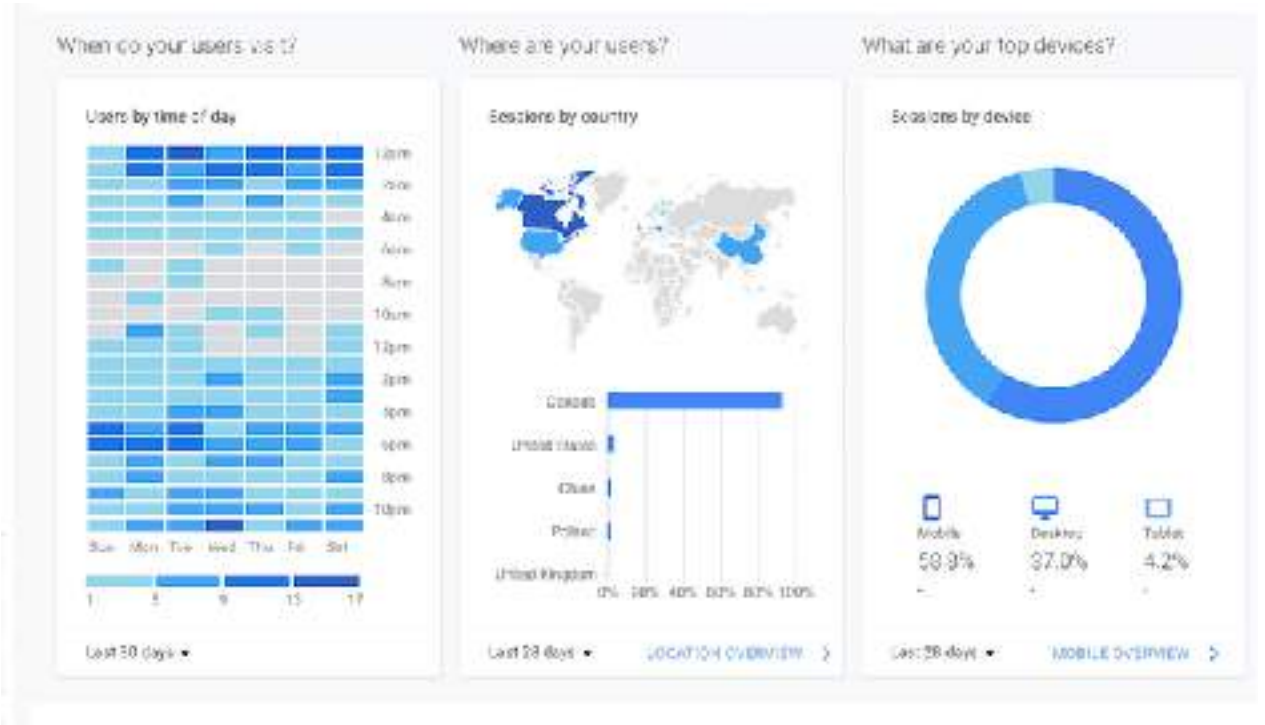 When do your users visit?
Users by time of day
12am
2am
4am
6am
8am
10am
12pm
2pm
4pm
6pm
8pm
10pm
Sun Mon Tue Wed Thu Fri Sat
1 5 9 13 17
Last 30 days
Where are your users?
Sessions by country
Canada
United States
China
United Kingdom
0% 20% 40% 60% 80% 100%
Last 28 days
LOCATION OVERVIEW >
What are your top devices?
Sessions by device
Mobile Desktop Tablet
37.0% 4.2%
- - -
Last 28 days
MOBILE OVERVIEW >